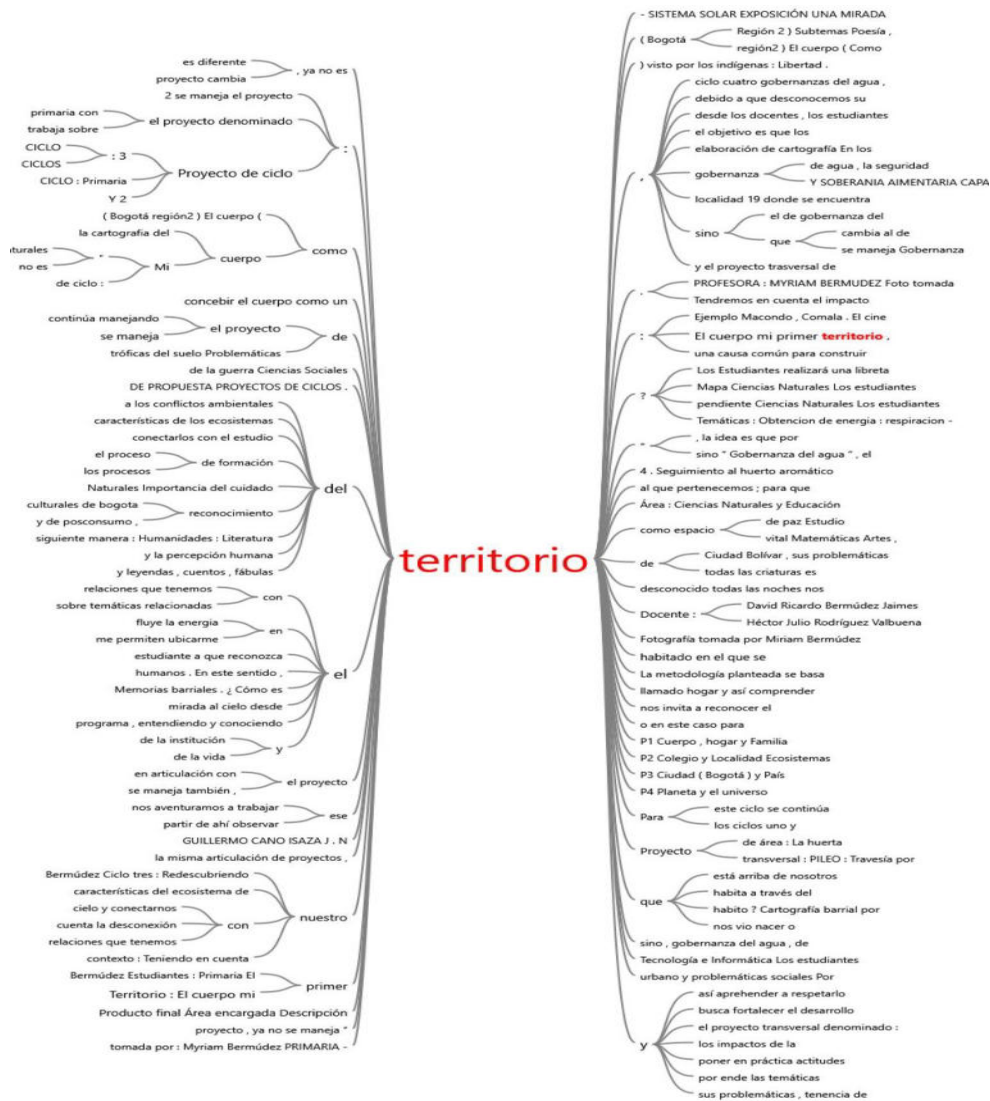 es diferente
proyecto cambia
, ya no es
2 se maneja el proyecto
primaria con
trabaja sobre
el proyecto denominado
:
CICLO
CICLOS
: 3
CICLO : Primaria
Y 2
Proyecto de ciclo
( Bogotá región2 ) El cuerpo (
la cartografia del
turales
no es
"
de ciclo :
Mi
cuerpo
como
concebir el cuerpo como un
continúa manejando
se maneja
el proyecto
tróficas del suelo Problemáticas
de
de la guerra Ciencias Sociales
DE PROPUESTA PROYECTOS DE CICLOS .
a los conflictos ambientales
características de los ecosistemas
conectarlos con el estudio
el proceso
los procesos
de formación
Naturales Importancia del cuidado
del
culturales de bogota
y de posconsumo ,
reconocimiento
siguiente manera : Humanidades : Literatura
y la percepción humana
y leyendas , cuentos , fábulas
relaciones que tenemos
sobre temáticas relacionadas
con
fluye la energia
me permiten ubicarme
en
estudiante a que reconozca
humanos . En este sentido ,
el
Memorias barriales . ¿ Cómo es
mirada al cielo desde
programa , entendiendo y conociendo
de la institución
de la vida
y
en articulación con
se maneja también ,
el proyecto
nos aventuramos a trabajar
partir de ahí observar
ese
GUILLERMO CANO ISAZA J . N
la misma articulación de proyectos ,
Bermúdez Ciclo tres : Redescubriendo
características del ecosistema de
cielo y conectarnos
cuenta la desconexión
relaciones que tenemos
con
nuestro
contexto : Teniendo en cuenta
Bermúdez Estudiantes : Primaria El
Territorio : El cuerpo mi
primer
Producto final Área encargada Descripción
proyecto , ya no se maneja "
tomada por : Myriam Bermúdez PRIMARIA -
territorio
- SISTEMA SOLAR EXPOSICIÓN UNA MIRADA
( Bogotá
Región 2 ) Subtemas Poesía ,
región2 ) El cuerpo ( Como
) visto por los indígenas : Libertad .
,
ciclo cuatro gobernanzas del agua ,
debido a que desconocemos su
desde los docentes , los estudiantes
el objetivo es que los
elaboración de cartografía En los
gobernanza
de agua , la seguridad
Y SOBERANIA AIMENTARIA CAPA
localidad 19 donde se encuentra
sino
el de gobernanza del
que
cambia al de
se maneja Gobernanza
y el proyecto trasversal de
.
PROFESORA : MYRIAM BERMUDEZ Foto tomada
Tendremos en cuenta el impacto
:
Ejemplo Macondo , Comala . El cine
El cuerpo mi primer territorio ,
una causa común para construir
?
Los Estudiantes realizará una libreta
Mapa Ciencias Naturales Los estudiantes
pendiente Ciencias Naturales Los estudiantes
Temáticas : Obtencion de energia : respiracion -
"
, la idea es que por
sino " Gobernanza del agua " , el
4 . Seguimiento al huerto aromático
al que pertenecemos ; para que
Área : Ciencias Naturales y Educación
como espacio
de paz Estudio
vital Matemáticas Artes ,
de
Ciudad Bolívar , sus problemáticas
todas las criaturas es
desconocido todas las noches nos
Docente :
David Ricardo Bermúdez Jaimes
Héctor Julio Rodríguez Valbuena
Fotografía tomada por Miriam Bermúdez
habitado en el que se
La metodología planteada se basa
llamado hogar y así comprender
nos invita a reconocer el
o en este caso para
P1 Cuerpo , hogar y Familia
P2 Colegio y Localidad Ecosistemas
P3 Ciudad ( Bogotá ) y País
P4 Planeta y el universo
Para
este ciclo se continúa
los ciclos uno y
Proyecto
de área : La huerta
transversal : PILEO : Travesía por
que
está arriba de nosotros
habita a través del
habito ? Cartografía barrial por
nos vio nacer o
sino , gobernanza del agua , de
Tecnología e Informática Los estudiantes
urbano y problemáticas sociales Por
y
así aprehender a respetarlo
busca fortalecer el desarrollo
el proyecto transversal denominado :
los impactos de la
poner en práctica actitudes
por ende las temáticas
sus problemáticas , tenencia de